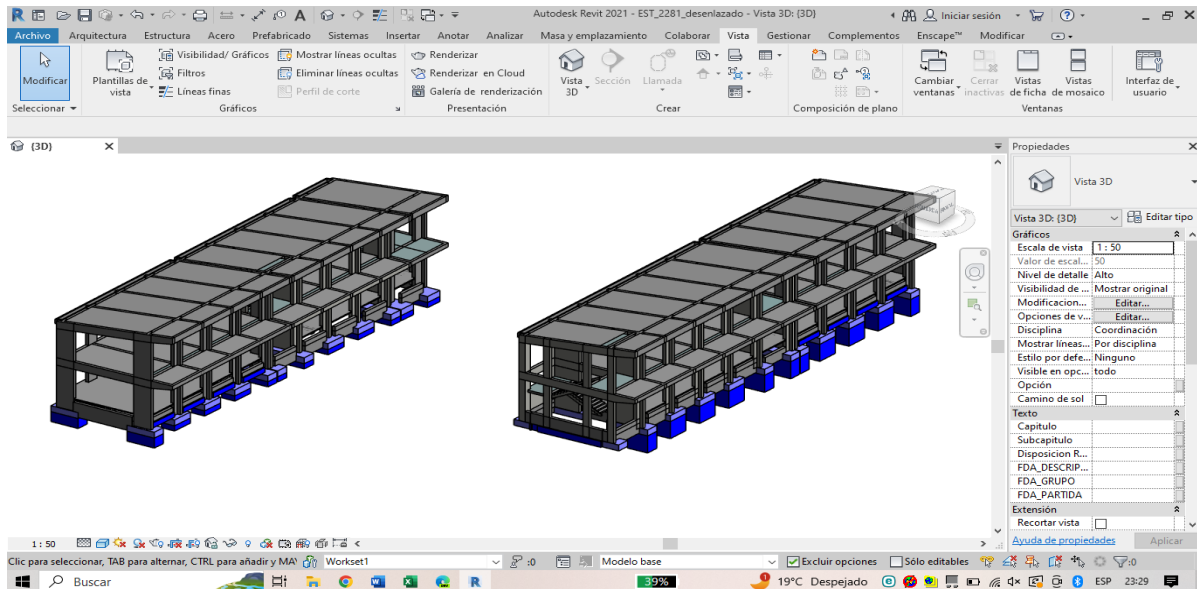 Autodesk Revit 2021 - EST_2281_desenlazado - Vista 3D: {3D}
Iniciar sesión
Archivo Arquitectura Estructura Acero Prefabricado Sistemas Insertar Anotar Analizar Masa y emplazamiento Colaborar Vista Gestionar Complementos Enscape™ Modificar
Modificar
Seleccionar
Plantillas de vista
Visibilidad/ Gráficos
Filtros
Líneas finas
Mostrar líneas ocultas
Eliminar líneas ocultas
Perfil de corte
Gráficos
Renderizar
Renderizar en Cloud
Galería de renderización
Presentación
Vista 3D
Sección
Llamada
Crear
Composición de plano
Cambiar ventanas
Cerrar inactivas
Vistas de ficha
Vistas de mosaico
Ventanas
Interfaz de usuario
{3D}
Propiedades
Vista 3D
Vista 3D: {3D}
Editar tipo
Gráficos
Escala de vista 1 : 50
Valor de escal... 50
Nivel de detalle Alto
Visibilidad de ... Mostrar original
Modificacion... Editar...
Opciones de v... Editar...
Disciplina Coordinación
Mostrar líneas... Por disciplina
Estilo por defe... Ninguno
Visible en opc... todo
Opción
Camino de sol
Texto
Capitulo
Subcapitulo
Disposicion R...
FDA_DESCRIP...
FDA_GRUPO
FDA_PARTIDA
Extensión
Recortar vista
Ayuda de propiedades
Aplicar
1 : 50
Clic para seleccionar, TAB para alternar, CTRL para añadir y MAY
Workset1
:0
Modelo base
Excluir opciones
Sólo editables
:0
Buscar
39%
19°C Despejado
ESP
23:29